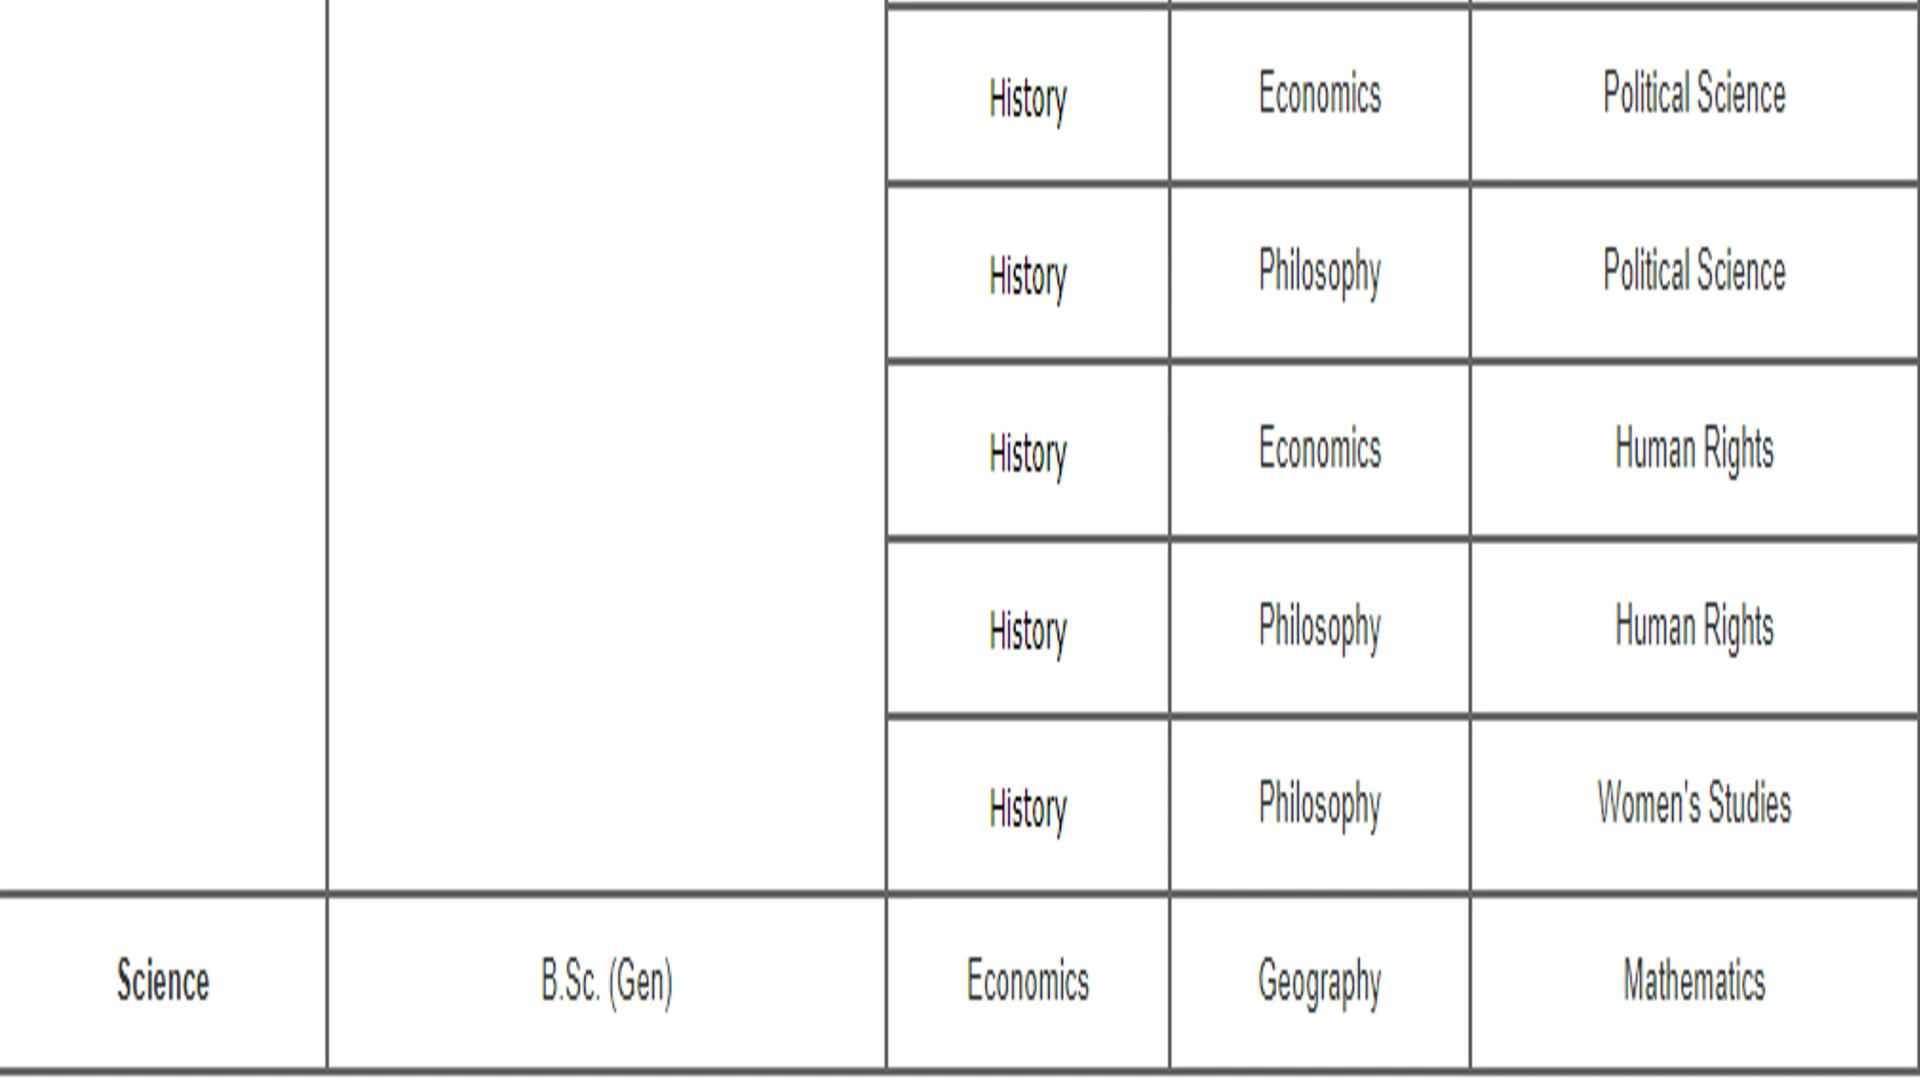 History Economics Political Science
History Philosophy Political Science
History Economics Human Rights
History Philosophy Human Rights
History Philosophy Women's Studies
Science B.Sc. (Gen) Economics Geography Mathematics